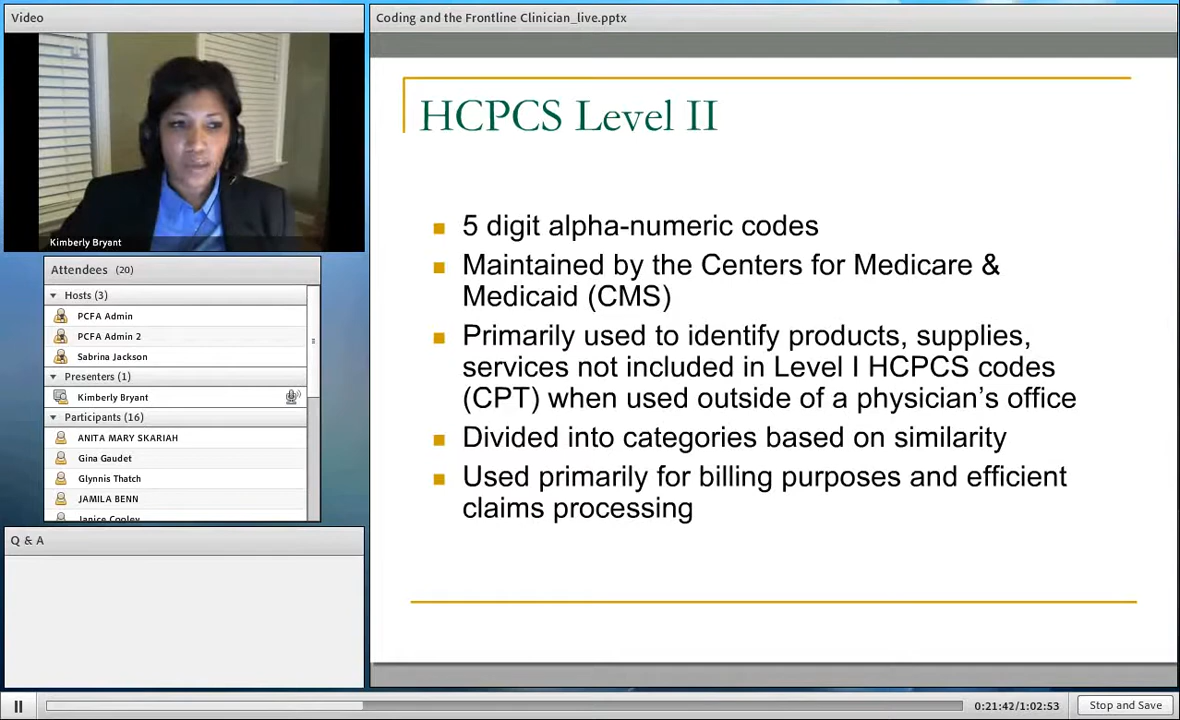 Video
Kimberly Bryant
Attendees (20)
Hosts (3)
PCFA Admin
PCFA Admin 2
Sabrina Jackson
Presenters (1)
Kimberly Bryant
Participants (16)
ANITA MARY SKARIAH
Gina Gaudet
Glynnis Thatch
JAMILA BENN
Janice Cooley
Q & A
Coding and the Frontline Clinician_live.pptx
HCPCS Level II
5 digit alpha-numeric codes
Maintained by the Centers for Medicare &
Medicaid (CMS)
Primarily used to identify products, supplies,
services not included in Level I HCPCS codes
(CPT) when used outside of a physician's office
Divided into categories based on similarity
Used primarily for billing purposes and efficient
claims processing
0:21:42/1:02:53
Stop and Save